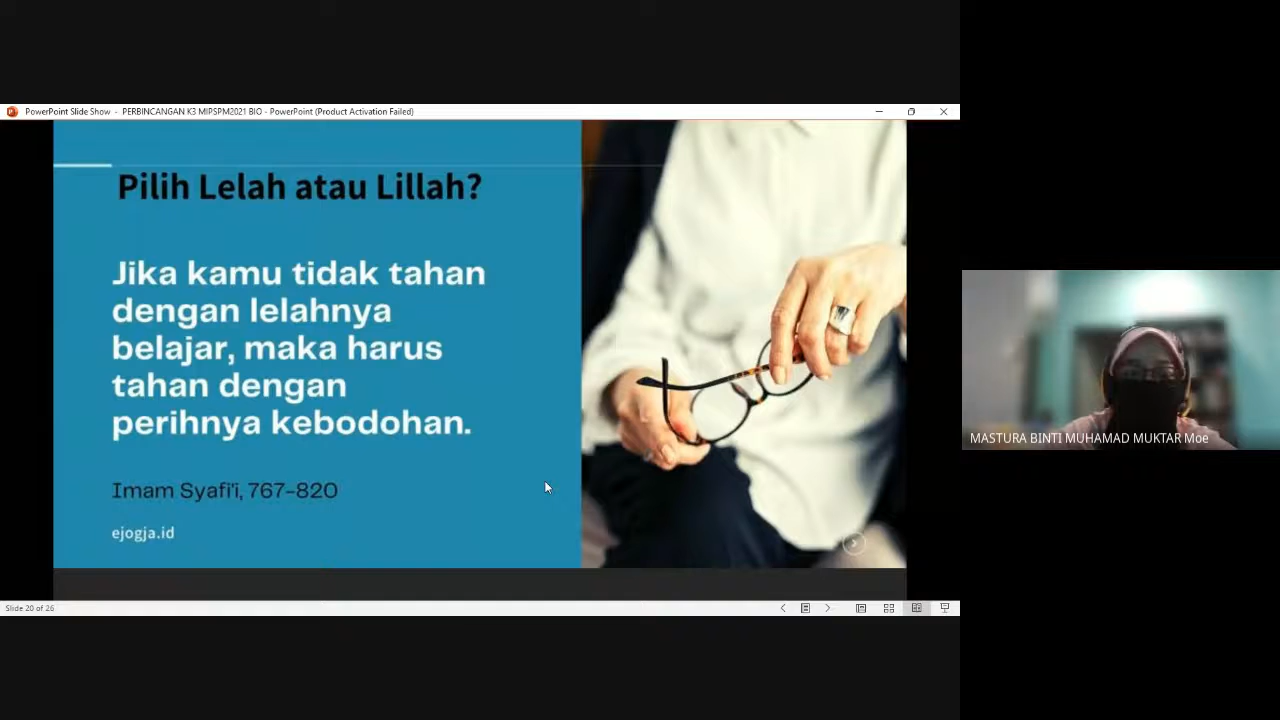 PowerPoint Slide Show - PERBINCANGAN K3 MIPSPM2021 BIO - PowerPoint (Product Activation Failed)
Pilih Lelah atau Lillah?
Jika kamu tidak tahan
dengan lelahnya
belajar, maka harus
tahan dengan
perihnya kebodohan.
Imam Syafi'i, 767-820
ejogja.id
MASTURA BINTI MUHAMAD MUKTAR Moe
Slide 20 of 26